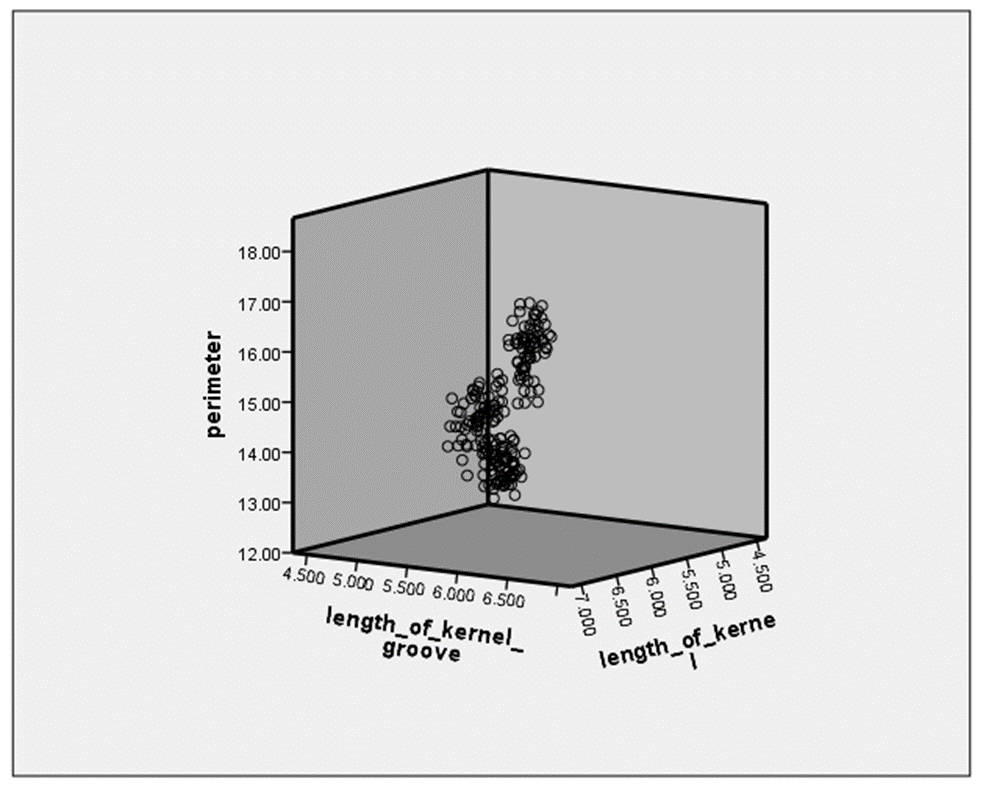 perimeter
18.00
17.00
16.00
15.00
14.00
13.00
12.00
4.500 5.000 5.500 6.000 6.500
length_of_kernel_
groove
7.000 6.500 6.000 5.500 5.000 4.500
length_of_kerne
l